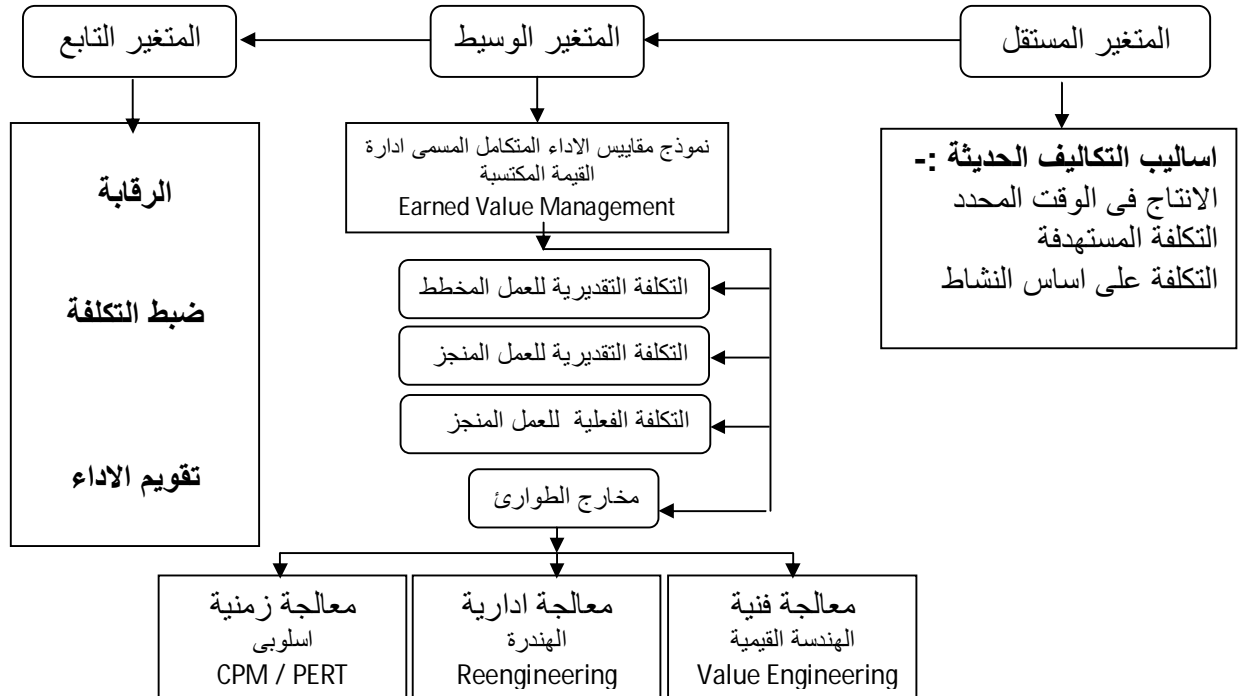 المتغير المستقل
المتغير الوسيط
المتغير التابع
اساليب التكاليف الحديثة :-
الانتاج فى الوقت المحدد
التكلفة المستهدفة
التكلفة على اساس النشاط
نموذج مقاييس الاداء المتكامل المسمى ادارة
القيمة المكتسبة
Earned Value Management
التكلفة التقديرية للعمل المخطط
التكلفة التقديرية للعمل المنجز
التكلفة الفعلية للعمل المنجز
مخارج الطوارئ
الرقابة
ضبط التكلفة
تقويم الاداء
معالجة فنية
الهندسة القيمية
Value Engineering
معالجة ادارية
الهندرة
Reengineering
معالجة زمنية
اسلوبى
CPM / PERT